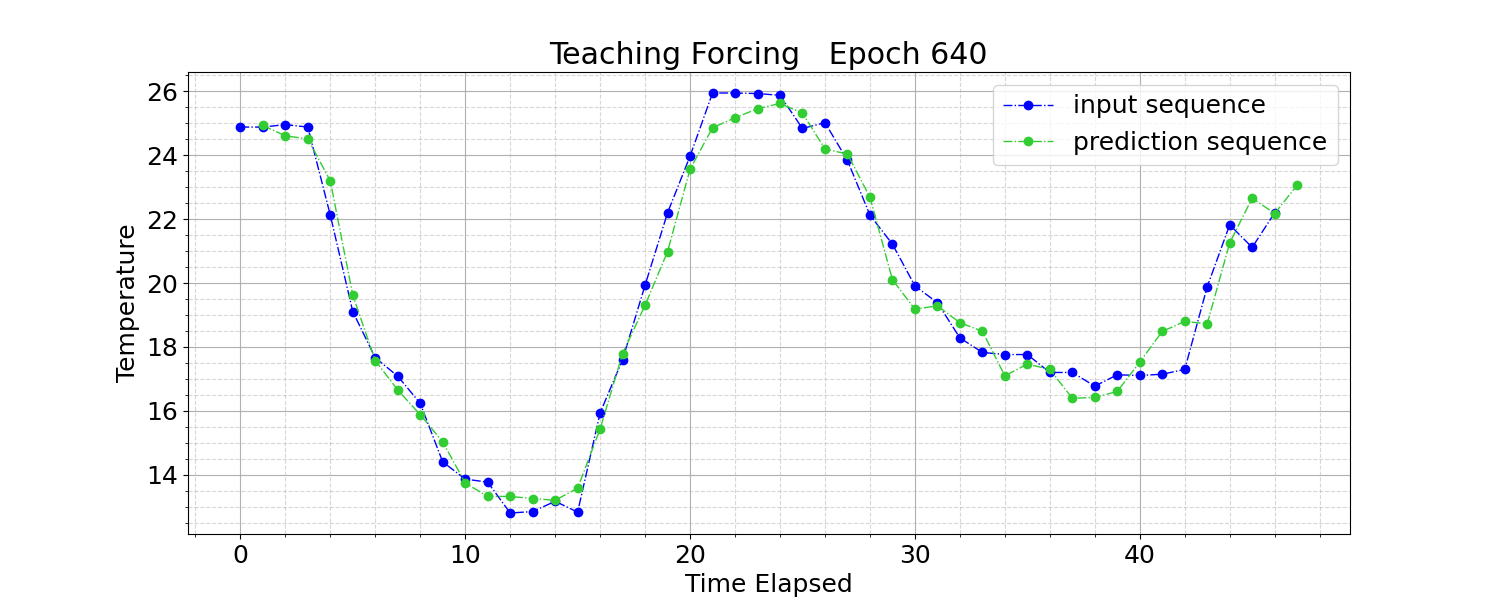 Teaching Forcing   Epoch 640
input sequence
prediction sequence
Temperature
26
24
22
20
18
16
14
0 10 20 30 40
Time Elapsed